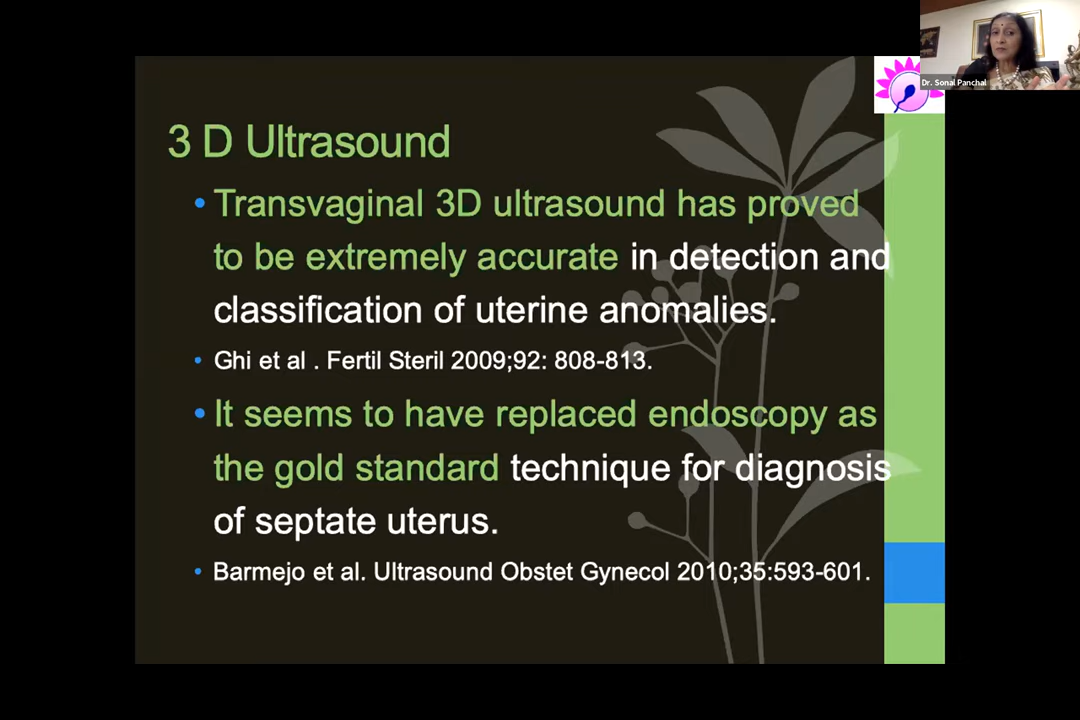 Dr. Sonal Panchal
3 D Ultrasound
• Transvaginal 3D ultrasound has proved
to be extremely accurate in detection and
classification of uterine anomalies.
• Ghi et al . Fertil Steril 2009;92: 808-813.
• It seems to have replaced endoscopy as
the gold standard technique for diagnosis
of septate uterus.
• Barmejo et al. Ultrasound Obstet Gynecol 2010;35:593-601.